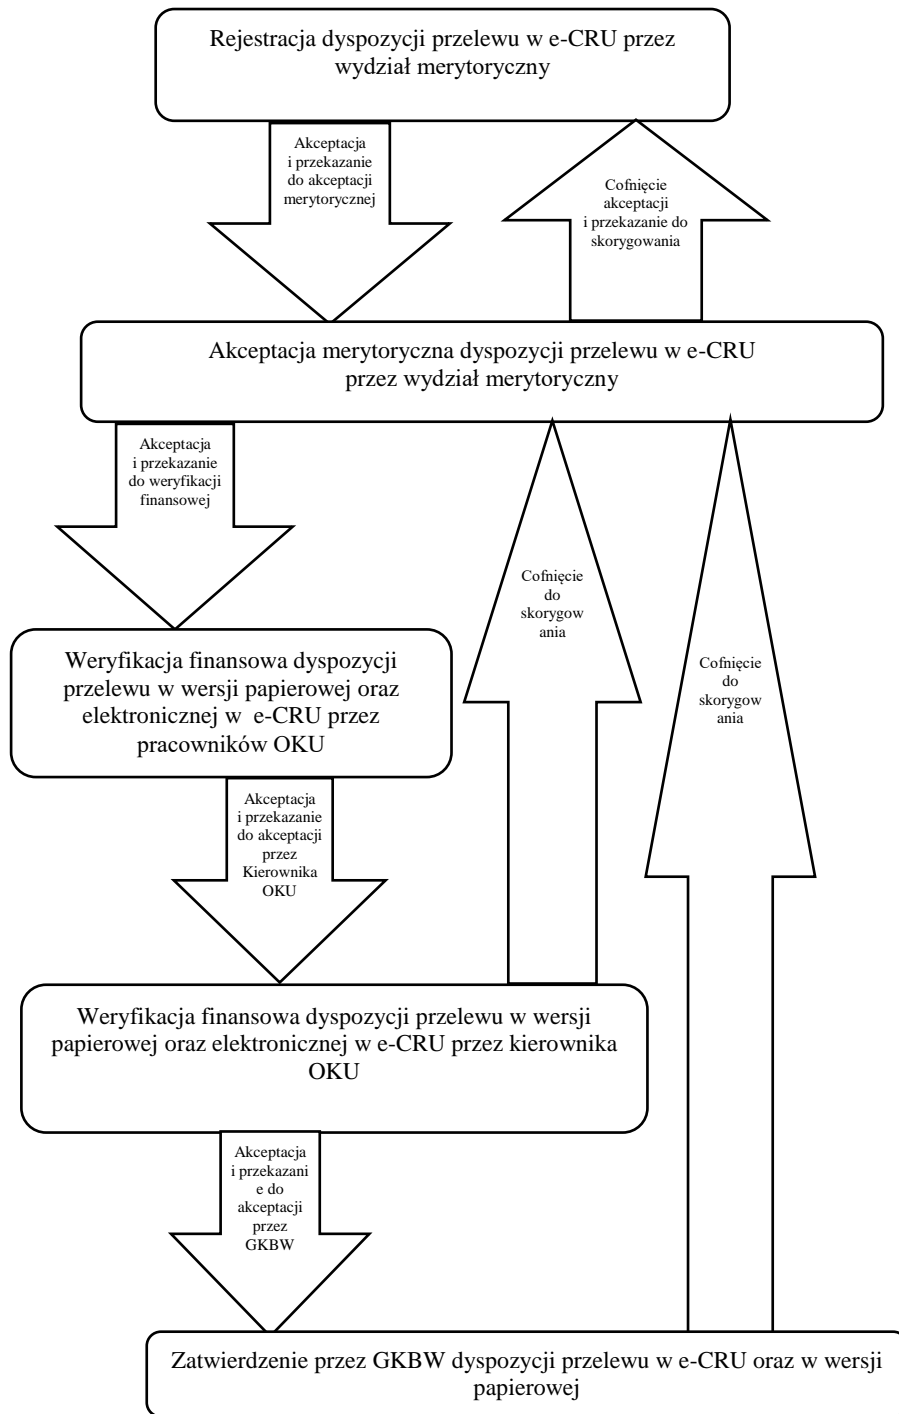 Rejestracja dyspozycji przelewu w e-CRU przez
wydział merytoryczny
Akceptacja
i przekazanie
do akceptacji
merytorycznej
Cofnięcie
akceptacji
i przekazanie do
skorygowania
Akceptacja merytoryczna dyspozycji przelewu w e-CRU
przez wydział merytoryczny
Akceptacja
i przekazanie
do weryfikacji
finansowej
Cofnięcie
do
skorygow
ania
Cofnięcie
do
skorygow
ania
Weryfikacja finansowa dyspozycji
przelewu w wersji papierowej oraz
elektronicznej w e-CRU przez
pracowników OKU
Akceptacja
i przekazanie
do akceptacji
przez
Kierownika
OKU
Weryfikacja finansowa dyspozycji przelewu w wersji
papierowej oraz elektronicznej w e-CRU przez kierownika
OKU
Akceptacja
i przekazani
e do
akceptacji
przez
GKBW
Zatwierdzenie przez GKBW dyspozycji przelewu w e-CRU oraz w wersji
papierowej